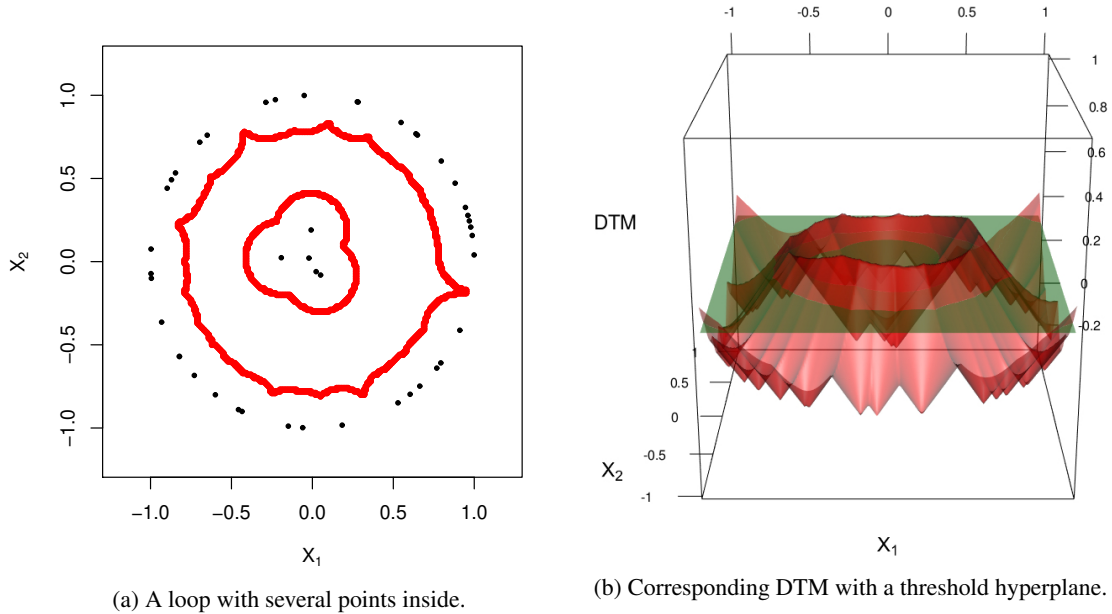 1.0
0.5
0.0
−0.5
−1.0
X2
−1.0 −0.5 0.0 0.5 1.0
X1
(a) A loop with several points inside.
-1 -0.5 0 0.5 1
1
0.8
0.6
0.4
0.2
0
-0.2
DTM
1
0.5
0
-0.5
-1
X2
X1
(b) Corresponding DTM with a threshold hyperplane.